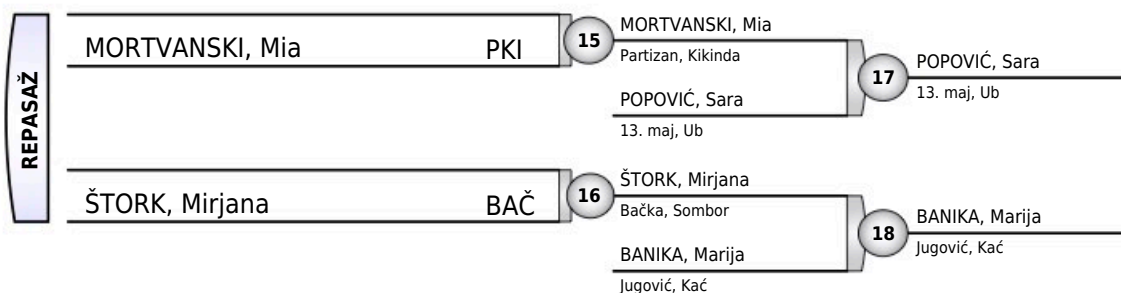 REPASAŽ
MORTVANSKI, Mia PKI
15
MORTVANSKI, Mia
Partizan, Kikinda
POPOVIĆ, Sara
13. maj, Ub
17
POPOVIĆ, Sara
13. maj, Ub
ŠTORK, Mirjana BAČ
16
ŠTORK, Mirjana
Bačka, Sombor
BANIKA, Marija
Jugović, Kać
18
BANIKA, Marija
Jugović, Kać